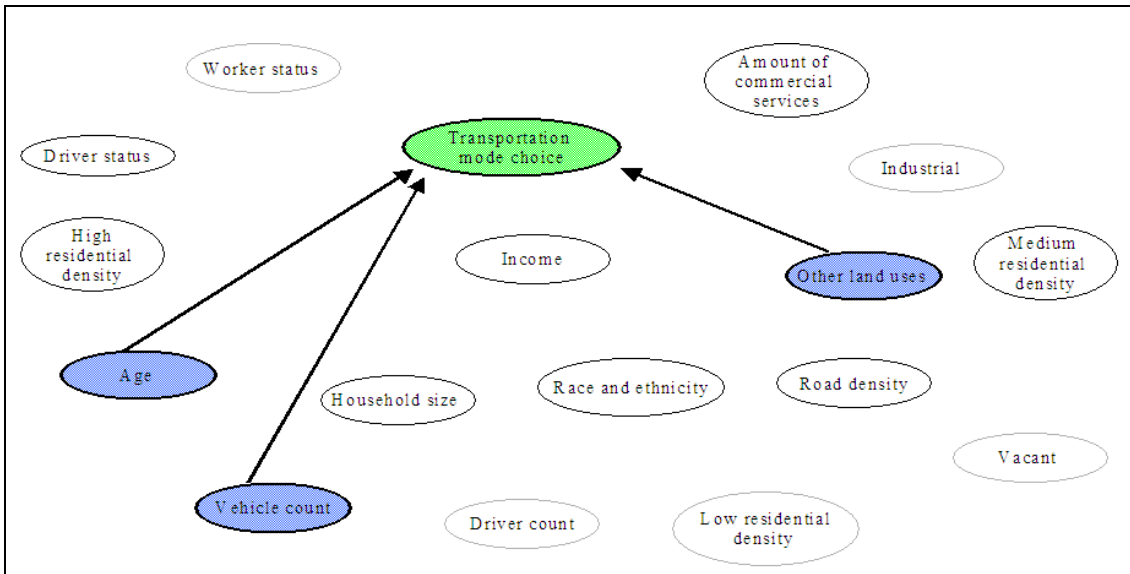 Worker status
Amount of
commercial
services
Transportation
mode choice
Driver status
Industrial
High
residential
density
Income
Medium
residential
density
Other land uses
Age
Household size
Race and ethnicity
Road density
Vacant
Vehicle count
Driver count
Low residential
density